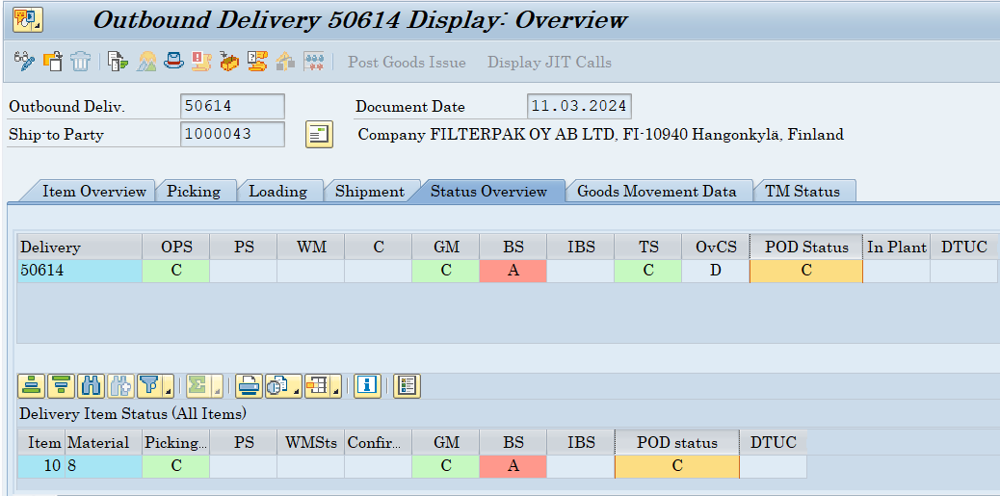 Outbound Delivery 50614 Display: Overview
Post Goods Issue Display JIT Calls
Outbound Deliv. 50614 Document Date 11.03.2024
Ship-to Party 1000043 Company FILTERPAK OY AB LTD, FI-10940 Hangonkylä, Finland
Item Overview Picking Loading Shipment Status Overview Goods Movement Data TM Status
Delivery OPS PS WM C GM BS IBS TS OvCS POD Status In Plant DTUC
50614 C C A C D C
Delivery Item Status (All Items)
Item Material Picking... PS WMSts Confir... GM BS IBS POD status DTUC
10 8 C C A C